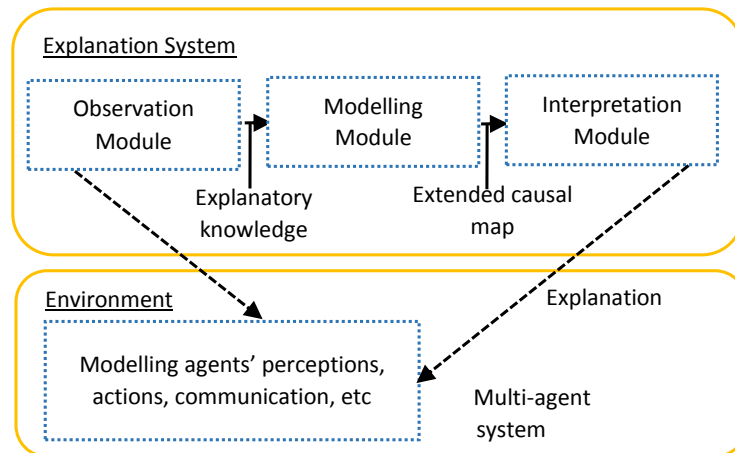 Explanation System
Observation
Module
Modelling
Module
Interpretation
Module
Explanatory
knowledge
Extended causal
map
Environment
Explanation
Modelling agents’ perceptions,
actions, communication, etc
Multi-agent
system